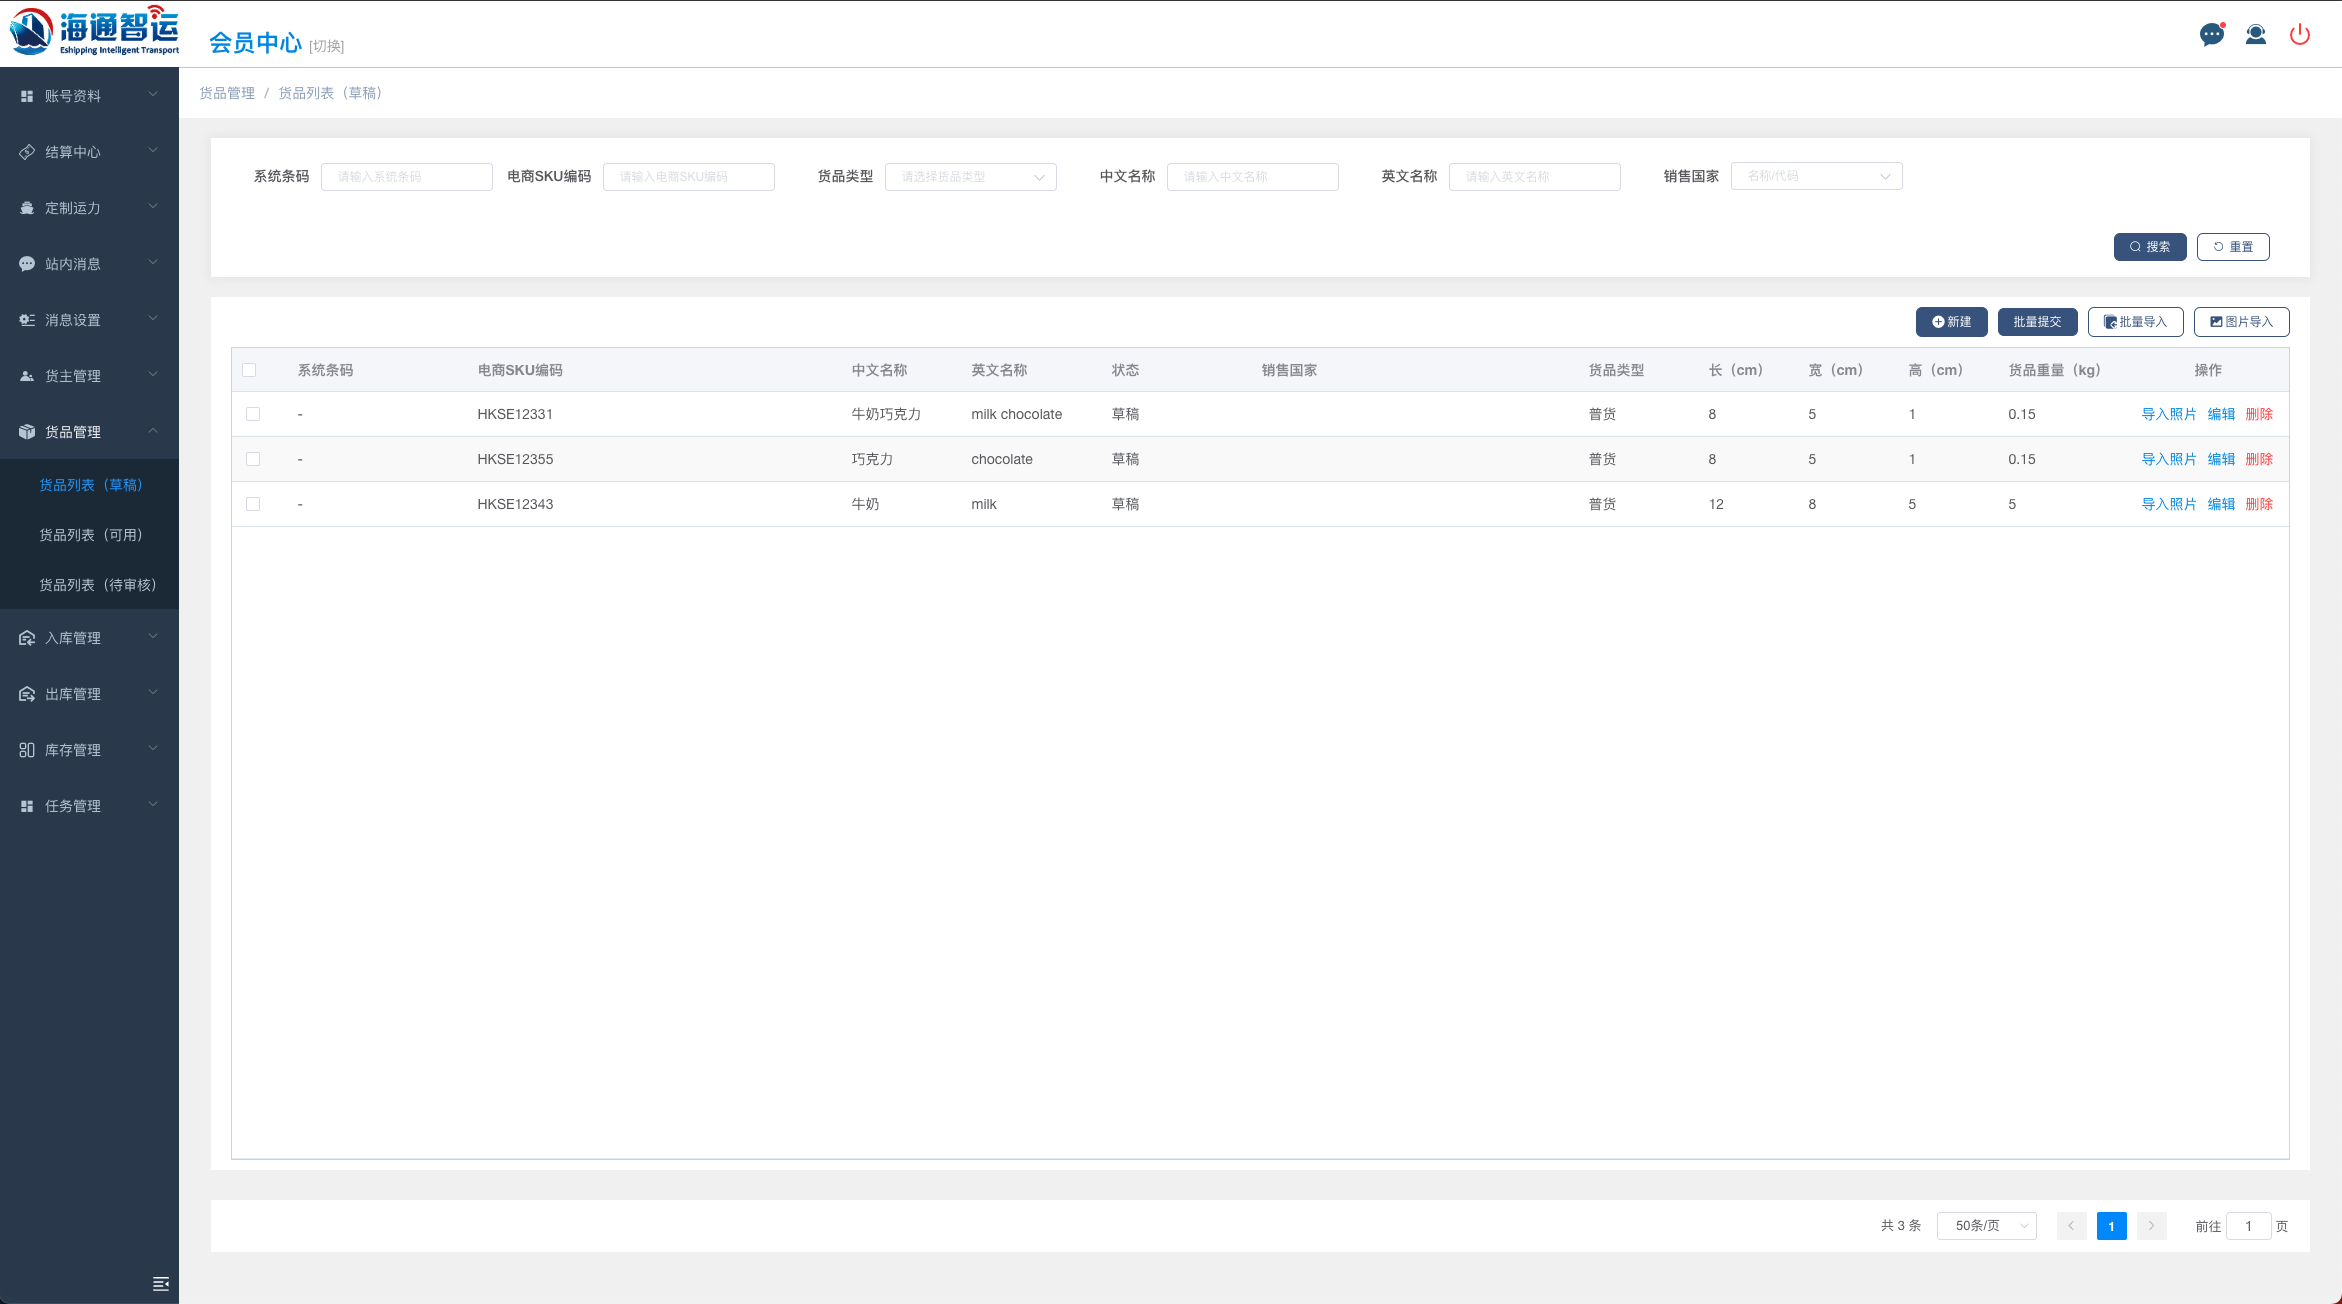 海通智运
Eshipping Intelligent Transport
会员中心 [切换]
货品管理 / 货品列表（草稿）
账号资料
结算中心
定制运力
站内消息
消息设置
货主管理
货品管理
货品列表（草稿）
货品列表（可用）
货品列表（待审核）
入库管理
出库管理
库存管理
任务管理
系统条码 请输入系统条码 电商SKU编码 请输入电商SKU编码 货品类型 请选择货品类型 中文名称 请输入中文名称 英文名称 请输入英文名称 销售国家 名称/代码
搜索 重置
新建 批量提交 批量导入 图片导入
系统条码 电商SKU编码 中文名称 英文名称 状态 销售国家 货品类型 长（cm） 宽（cm） 高（cm） 货品重量（kg） 操作
- HKSE12331 牛奶巧克力 milk chocolate 草稿 普货 8 5 1 0.15 导入照片 编辑 删除
- HKSE12355 巧克力 chocolate 草稿 普货 8 5 1 0.15 导入照片 编辑 删除
- HKSE12343 牛奶 milk 草稿 普货 12 8 5 5 导入照片 编辑 删除
共 3 条 50条/页 1 前往 1 页